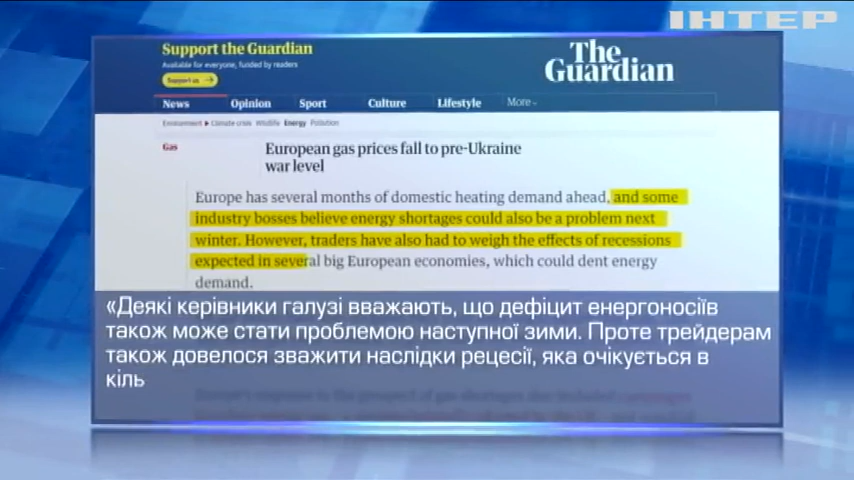 ІНТЕР
Support the Guardian
Available for everyone, funded by readers
Support us →
The
Guardian
News Opinion Sport Culture Lifestyle More
Environment ▸ Climate crisis Wildlife Energy Pollution
Gas
European gas prices fall to pre-Ukraine
war level
Europe has several months of domestic heating demand ahead, and some
industry bosses believe energy shortages could also be a problem next
winter. However, traders have also had to weigh the effects of recessions
expected in several big European economies, which could dent energy
demand.
«Деякі керівники галузі вважають, що дефіцит енергоносіїв
також може стати проблемою наступної зими. Проте трейдерам
також довелося зважити наслідки рецесії, яка очікується в
кіль